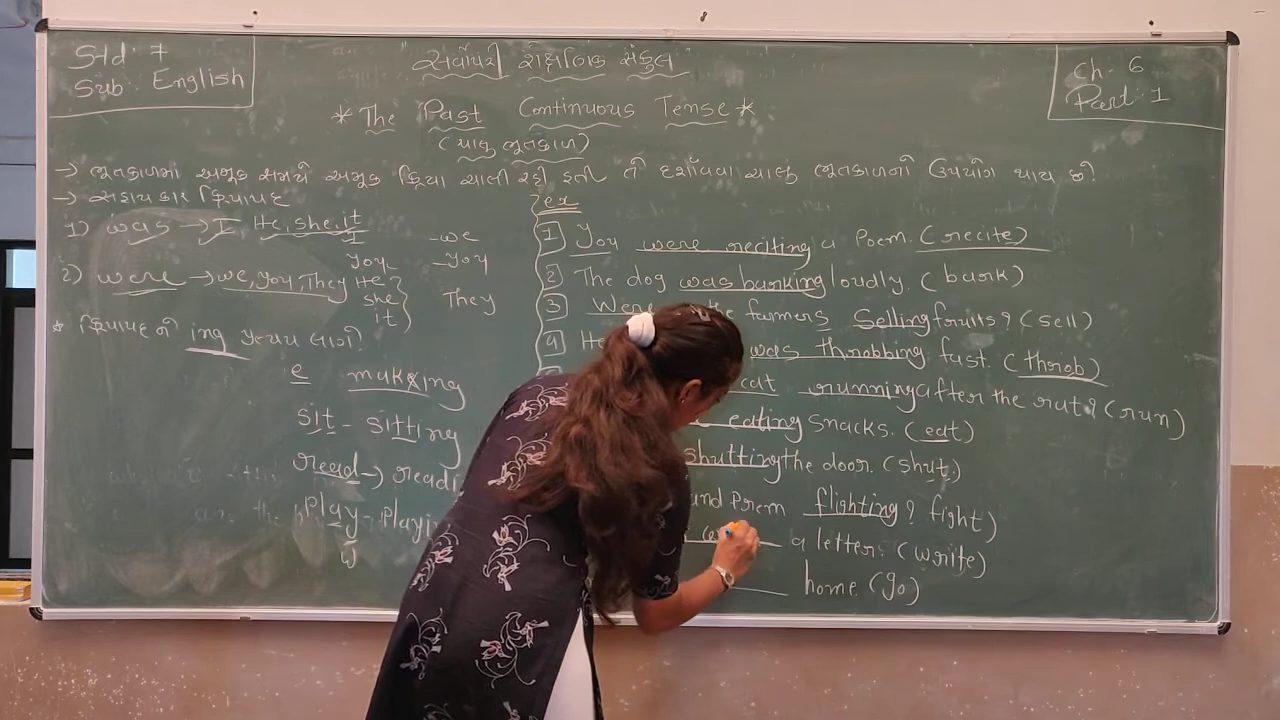 Std 7
Sub: English
સર્વોપરી શૈક્ષણિક સંકુલ
Ch. 6
Part 1
* The Past Continuous Tense *
(ચાલુ ભૂતકાળ)
→ ભૂતકાળમાં અમૂક સમયે અમૂક ક્રિયા ચાલી રહી હતી તે દર્શાવવા ચાલુ ભૂતકાળનો ઉપયોગ થાય છે.
→ સહાયકાર ક્રિયાપદ
1) was → I, He, she, it
2) were → we, you, They
I
you
He
she
it
- we
- you
They
* ક્રિયાપદ ને ing પ્રત્યય લાગે.
e making
sit - sitting
read → readi
play - playi
w
ex
1 You were reciting a Poem. (recite)
2 The dog was barking loudly. (bark)
3 Were the farmers Selling fruits? (sell)
4 He was throbbing fast. (throb)
cat running after the rat? (run)
eating snacks. (eat)
shutting the door. (shut)
and Prem flighting? fight)
a letter. (write)
home. (go)